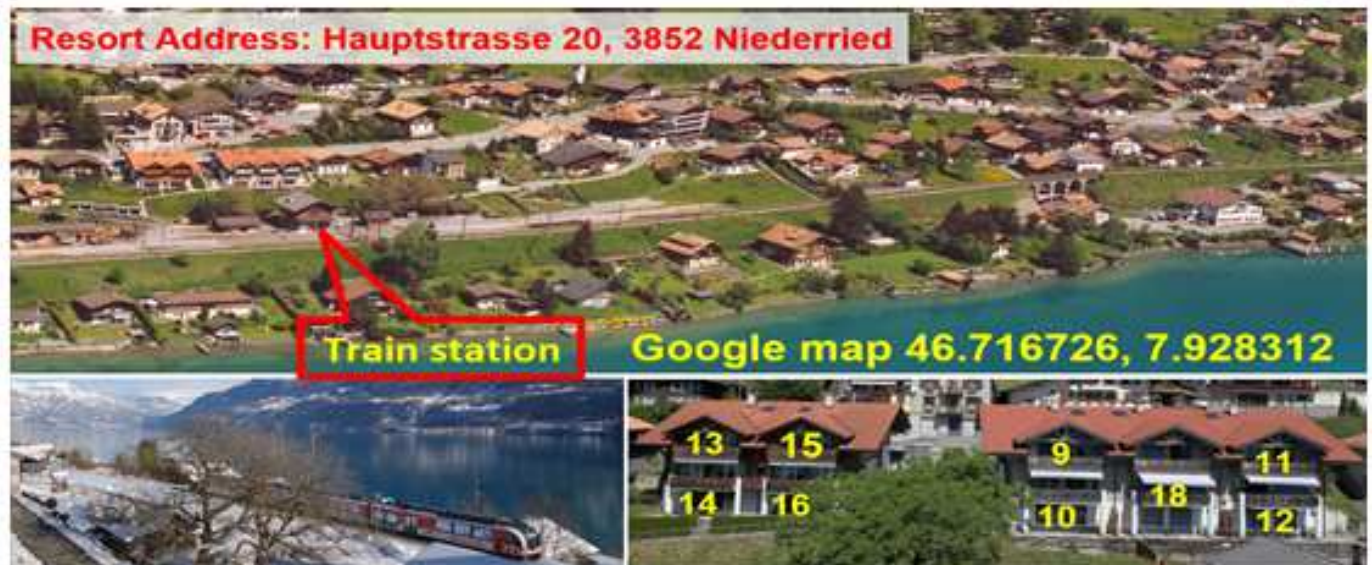 Resort Address: Hauptstrasse 20, 3852 Niederried
Train station
Google map 46.716726, 7.928312
13 15
9 11
14 16
18
10 12